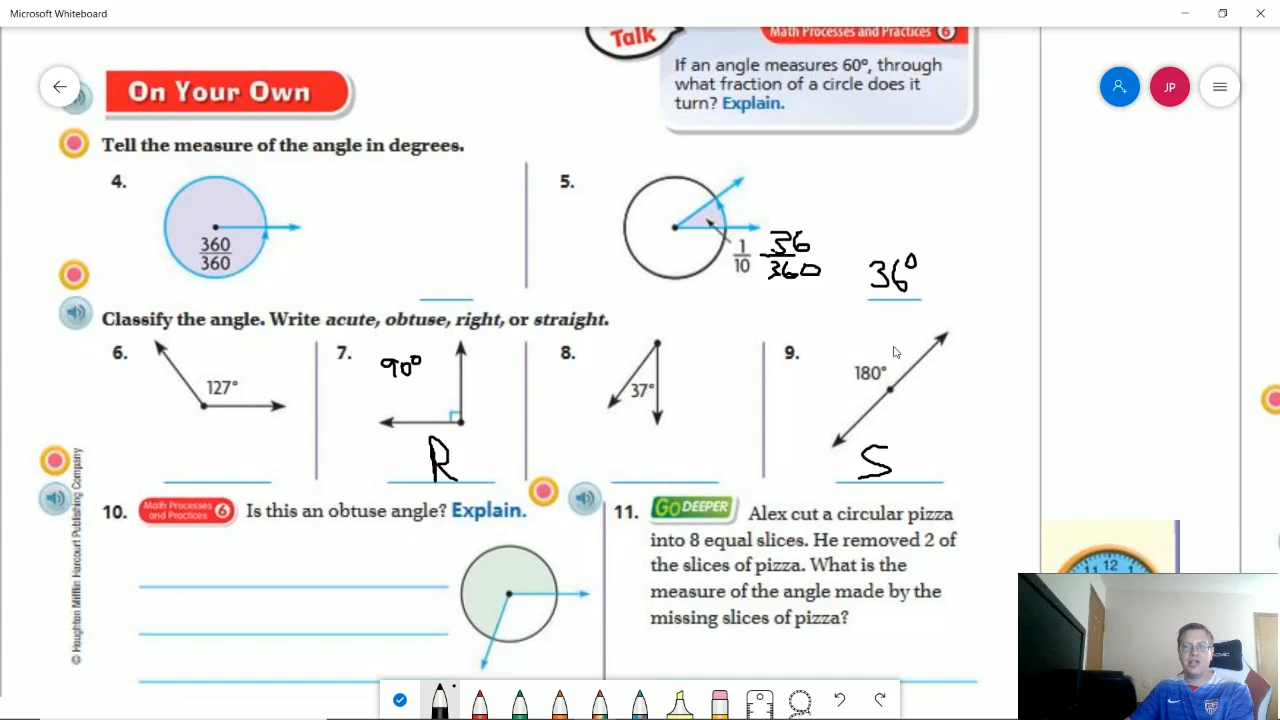 Microsoft Whiteboard
Talk
Math Processes and Practices 6
If an angle measures 60°, through
what fraction of a circle does it
turn? Explain.
JP
On Your Own
Tell the measure of the angle in degrees.
4.
360
360
5.
1
10
36
360
36°
Classify the angle. Write acute, obtuse, right, or straight.
6.
127°
7.
90°
R
8.
37°
9.
180°
S
10.
Math Processes and Practices 6
Is this an obtuse angle? Explain.
11.
GO DEEPER
Alex cut a circular pizza
into 8 equal slices. He removed 2 of
the slices of pizza. What is the
measure of the angle made by the
missing slices of pizza?
© Houghton Mifflin Harcourt Publishing Company
11 12 1